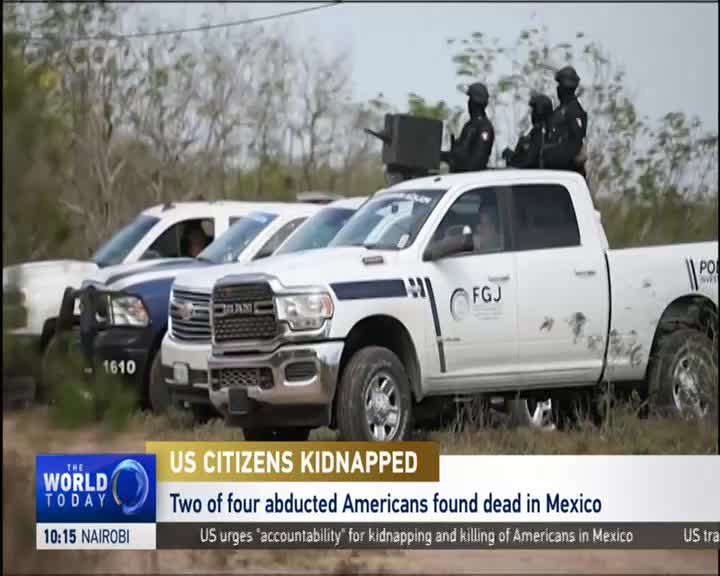 RAM
1610
FGJ
POL
US CITIZENS KIDNAPPED
THE
WORLD
TODAY
Two of four abducted Americans found dead in Mexico
10:15 NAIROBI
US urges "accountability" for kidnapping and killing of Americans in Mexico
US tra